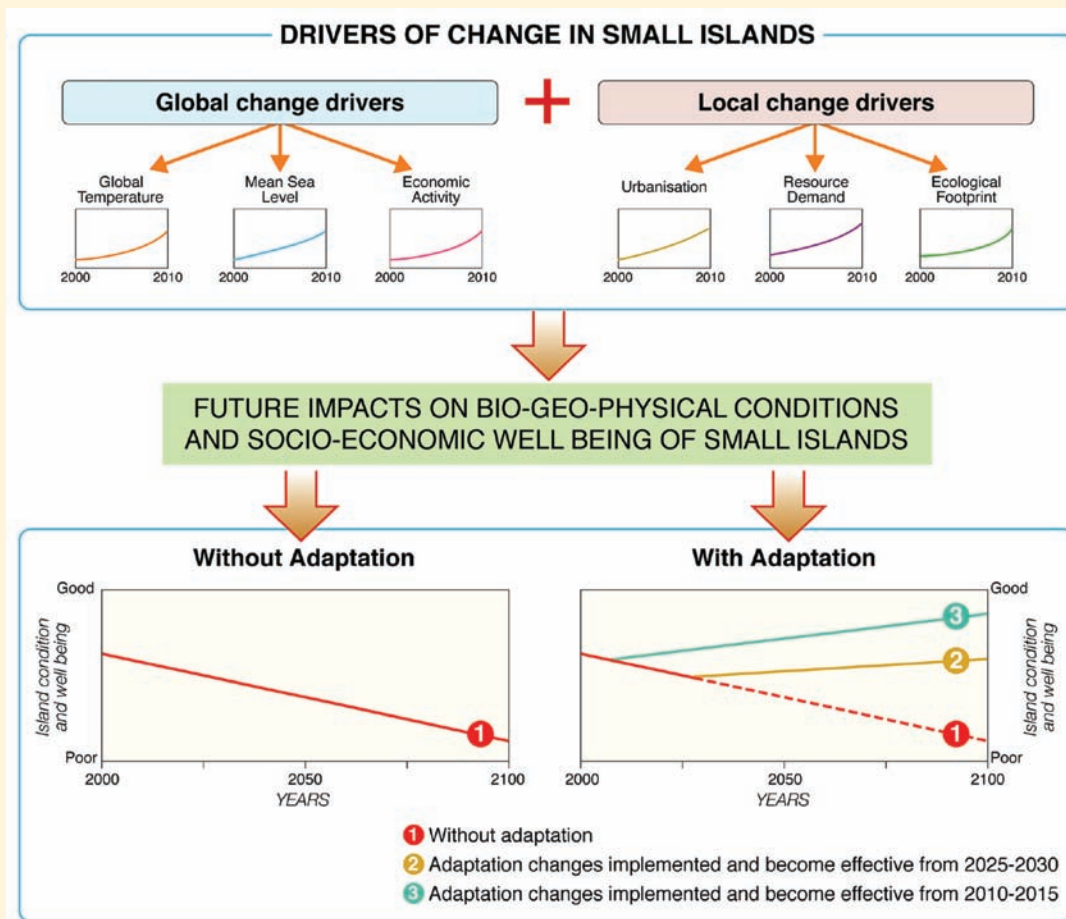 DRIVERS OF CHANGE IN SMALL ISLANDS
Global change drivers
+
Local change drivers
Global
Temperature
2000 2010
Mean Sea
Level
2000 2010
Economic
Activity
2000 2010
Urbanisation
2000 2010
Resource
Demand
2000 2010
Ecological
Footprint
2000 2010
FUTURE IMPACTS ON BIO-GEO-PHYSICAL CONDITIONS
AND SOCIO-ECONOMIC WELL BEING OF SMALL ISLANDS
Without Adaptation
Good
Island condition
and well being
Poor
1
2000 2050 2100
YEARS
With Adaptation
Good
Island condition
and well being
Poor
3
2
1
2000 2050 2100
YEARS
1 Without adaptation
2 Adaptation changes implemented and become effective from 2025-2030
3 Adaptation changes implemented and become effective from 2010-2015